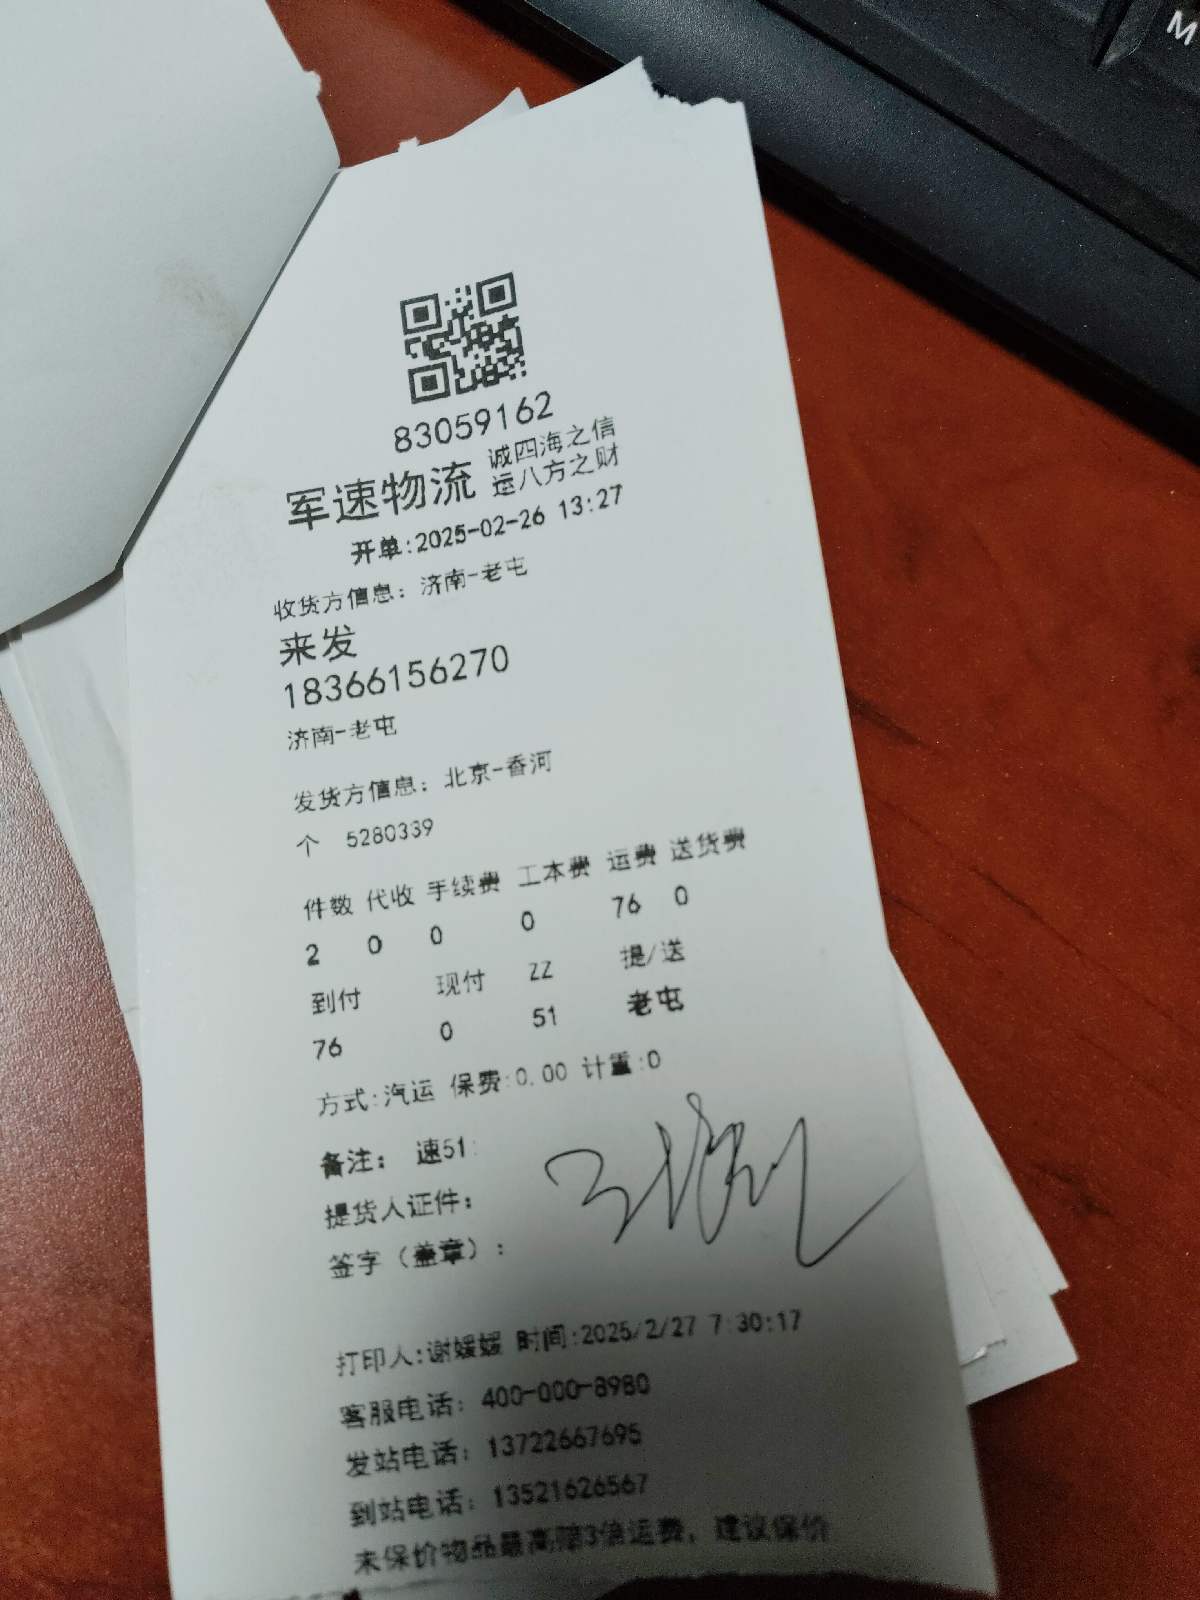 M
83059162
军速物流 诚四海之信
运八方之财
开单:2025-02-26 13:27
收货方信息: 济南-老屯
来发
18366156270
济南-老屯
发货方信息: 北京-香河
个 5280339
件数 代收 手续费 工本费 运费 送货费
2 0 0 0 76 0
到付 现付 ZZ 提/送
76 0 51 老屯
方式:汽运 保费:0.00 计重:0
备注: 速51:
提货人证件:
签字（盖章）:
打印人:谢媛媛 时间:2025/2/27 7:30:17
客服电话: 400-000-8980
发站电话: 13722667695
到站电话: 13521626567
未保价物品最高赔3倍运费, 建议保价